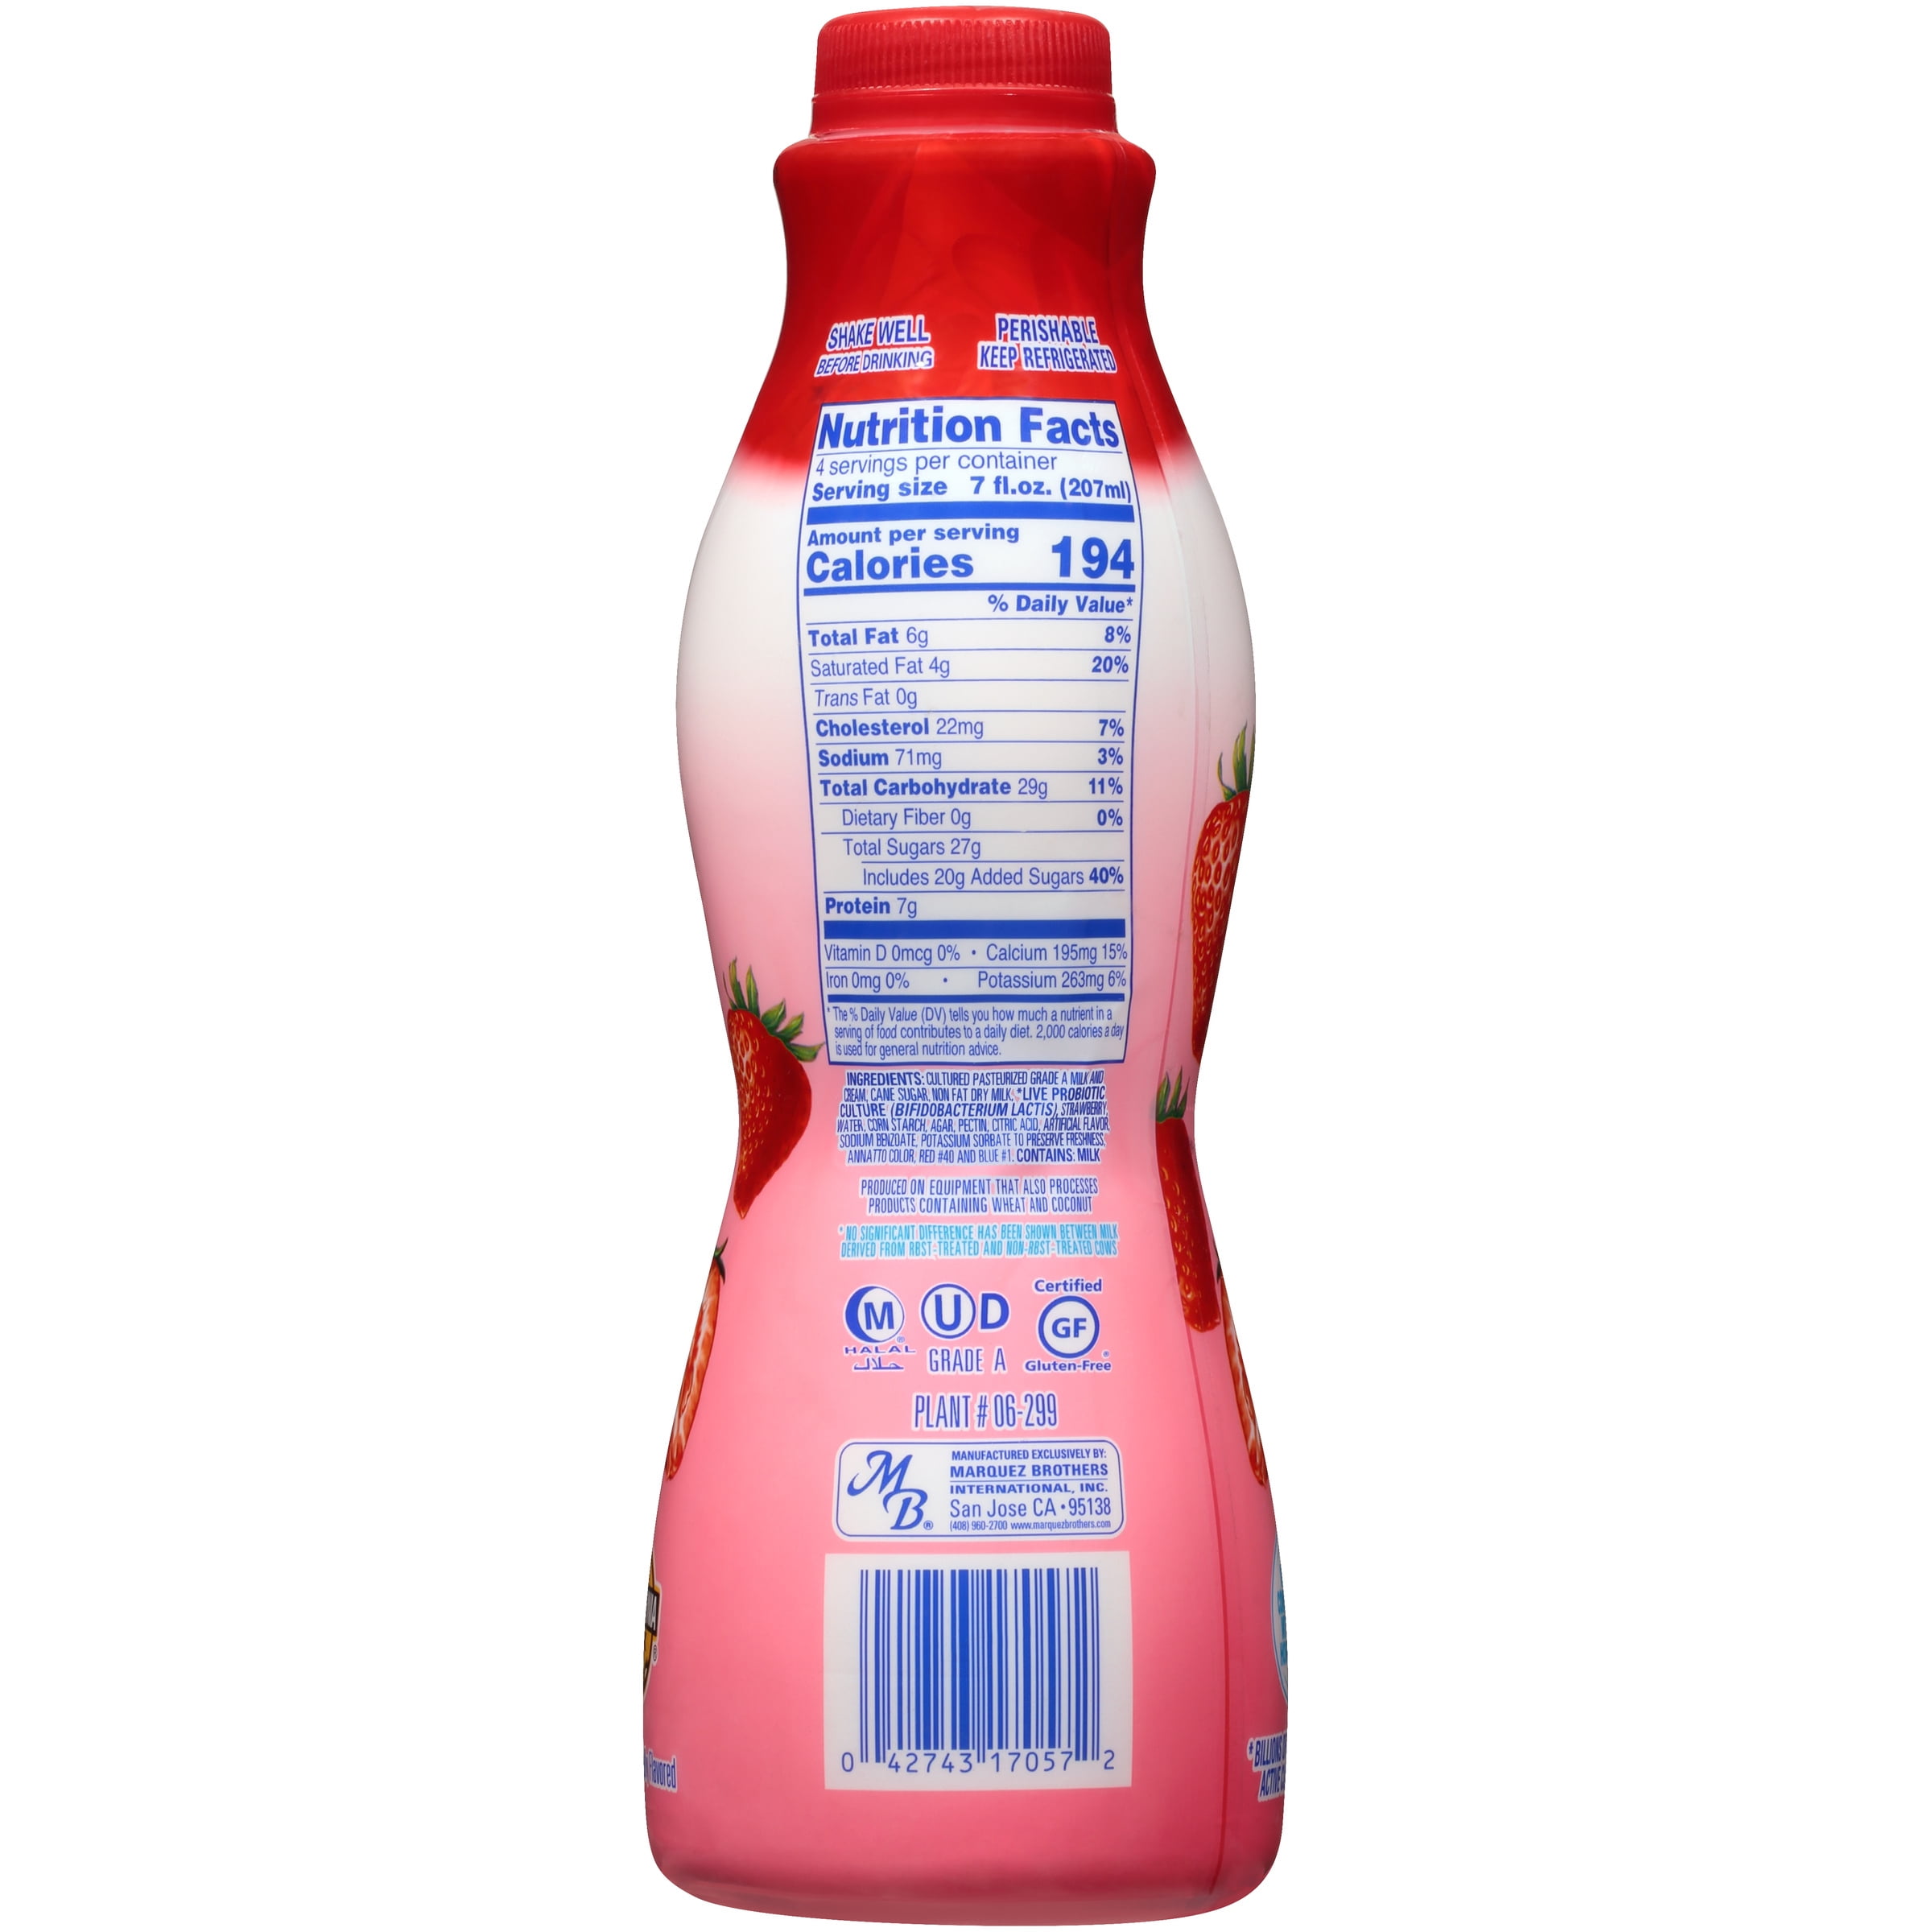 SHAKE WELL
BEFORE DRINKING
PERISHABLE
KEEP REFRIGERATED
Nutrition Facts
4 servings per container
Serving size 7 fl.oz. (207ml)
Amount per serving
Calories 194
% Daily Value*
Total Fat 6g 8%
Saturated Fat 4g 20%
Trans Fat 0g
Cholesterol 22mg 7%
Sodium 71mg 3%
Total Carbohydrate 29g 11%
Dietary Fiber 0g 0%
Total Sugars 27g
Includes 20g Added Sugars 40%
Protein 7g
Vitamin D 0mcg 0% • Calcium 195mg 15%
Iron 0mg 0% • Potassium 263mg 6%
* The % Daily Value (DV) tells you how much a nutrient in a
serving of food contributes to a daily diet. 2,000 calories a day
is used for general nutrition advice.
INGREDIENTS: CULTURED PASTEURIZED GRADE A MILK AND
CREAM, CANE SUGAR, NON FAT DRY MILK, *LIVE PROBIOTIC
CULTURE (BIFIDOBACTERIUM LACTIS), STRAWBERRY,
WATER, CORN STARCH, AGAR, PECTIN, CITRIC ACID, ARTIFICIAL FLAVOR,
SODIUM BENZOATE, POTASSIUM SORBATE TO PRESERVE FRESHNESS,
ANNATTO COLOR, RED #40 AND BLUE #1. CONTAINS: MILK
PRODUCED ON EQUIPMENT THAT ALSO PROCESSES
PRODUCTS CONTAINING WHEAT AND COCONUT
*NO SIGNIFICANT DIFFERENCE HAS BEEN SHOWN BETWEEN MILK
DERIVED FROM RBST-TREATED AND NON-RBST-TREATED COWS
M ®
HALAL
حلال
U D
GRADE A
Certified
GF ®
Gluten-Free
PLANT # 06-299
MB ®
MANUFACTURED EXCLUSIVELY BY:
MARQUEZ BROTHERS
INTERNATIONAL, INC.
San Jose CA • 95138
(408) 960-2700 www.marquezbrothers.com
0 42743 17057 2
Flavored
*BILLIONS
ACTIVE